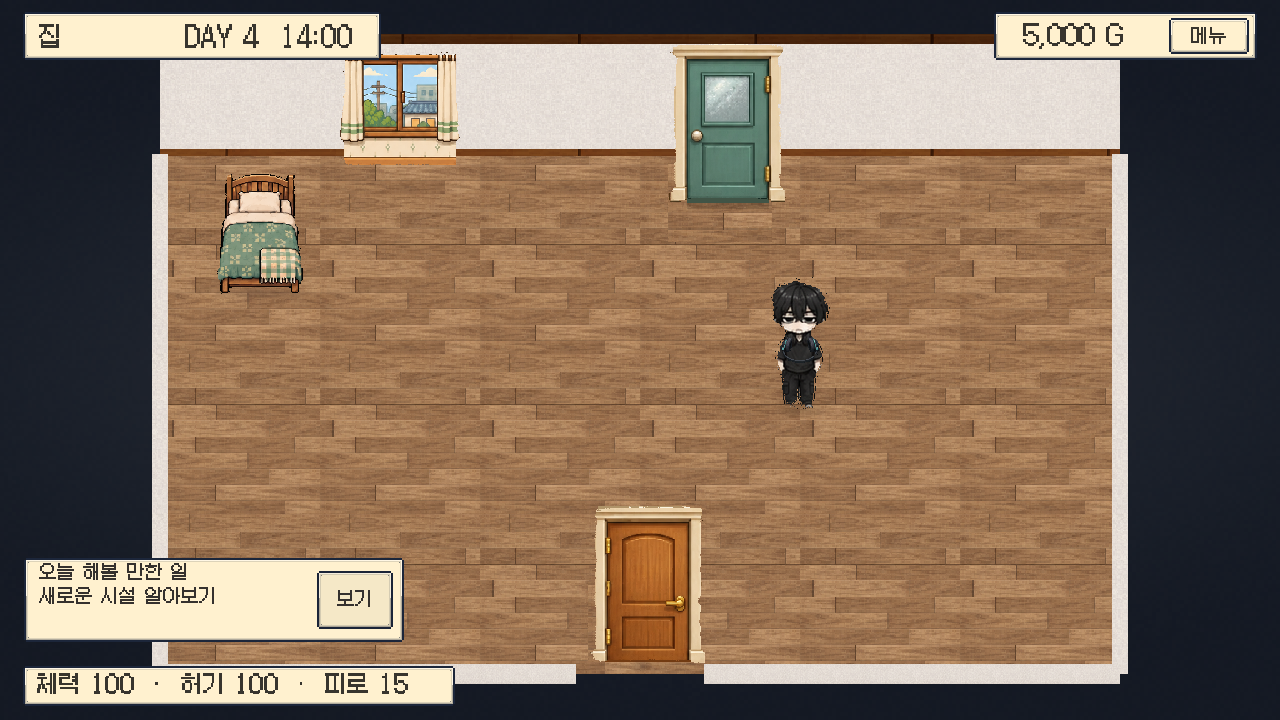 집 DAY 4 14:00
5,000 G 메뉴
오늘 해볼 만한 일
새로운 시설 알아보기
보기
체력 100 · 허기 100 · 피로 15